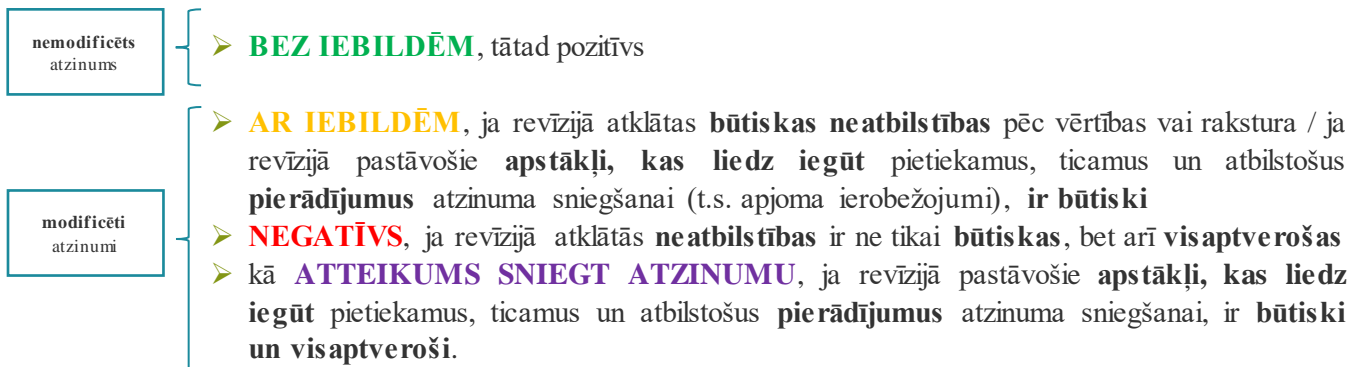 nemodificēts
atzinums
➢ BEZ IEBILDĒM, tātad pozitīvs
modificēti
atzinumi
➢ AR IEBILDĒM, ja revīzijā atklātas būtiskas neatbilstības pēc vērtības vai rakstura / ja
revīzijā pastāvošie apstākļi, kas liedz iegūt pietiekamus, ticamus un atbilstošus
pierādījumus atzinuma sniegšanai (t.s. apjoma ierobežojumi), ir būtiski
➢ NEGATĪVS, ja revīzijā atklātās neatbilstības ir ne tikai būtiskas, bet arī visaptverošas
➢ kā ATTEIKUMS SNIEGT ATZINUMU, ja revīzijā pastāvošie apstākļi, kas liedz
iegūt pietiekamus, ticamus un atbilstošus pierādījumus atzinuma sniegšanai, ir būtiski
un visaptveroši.